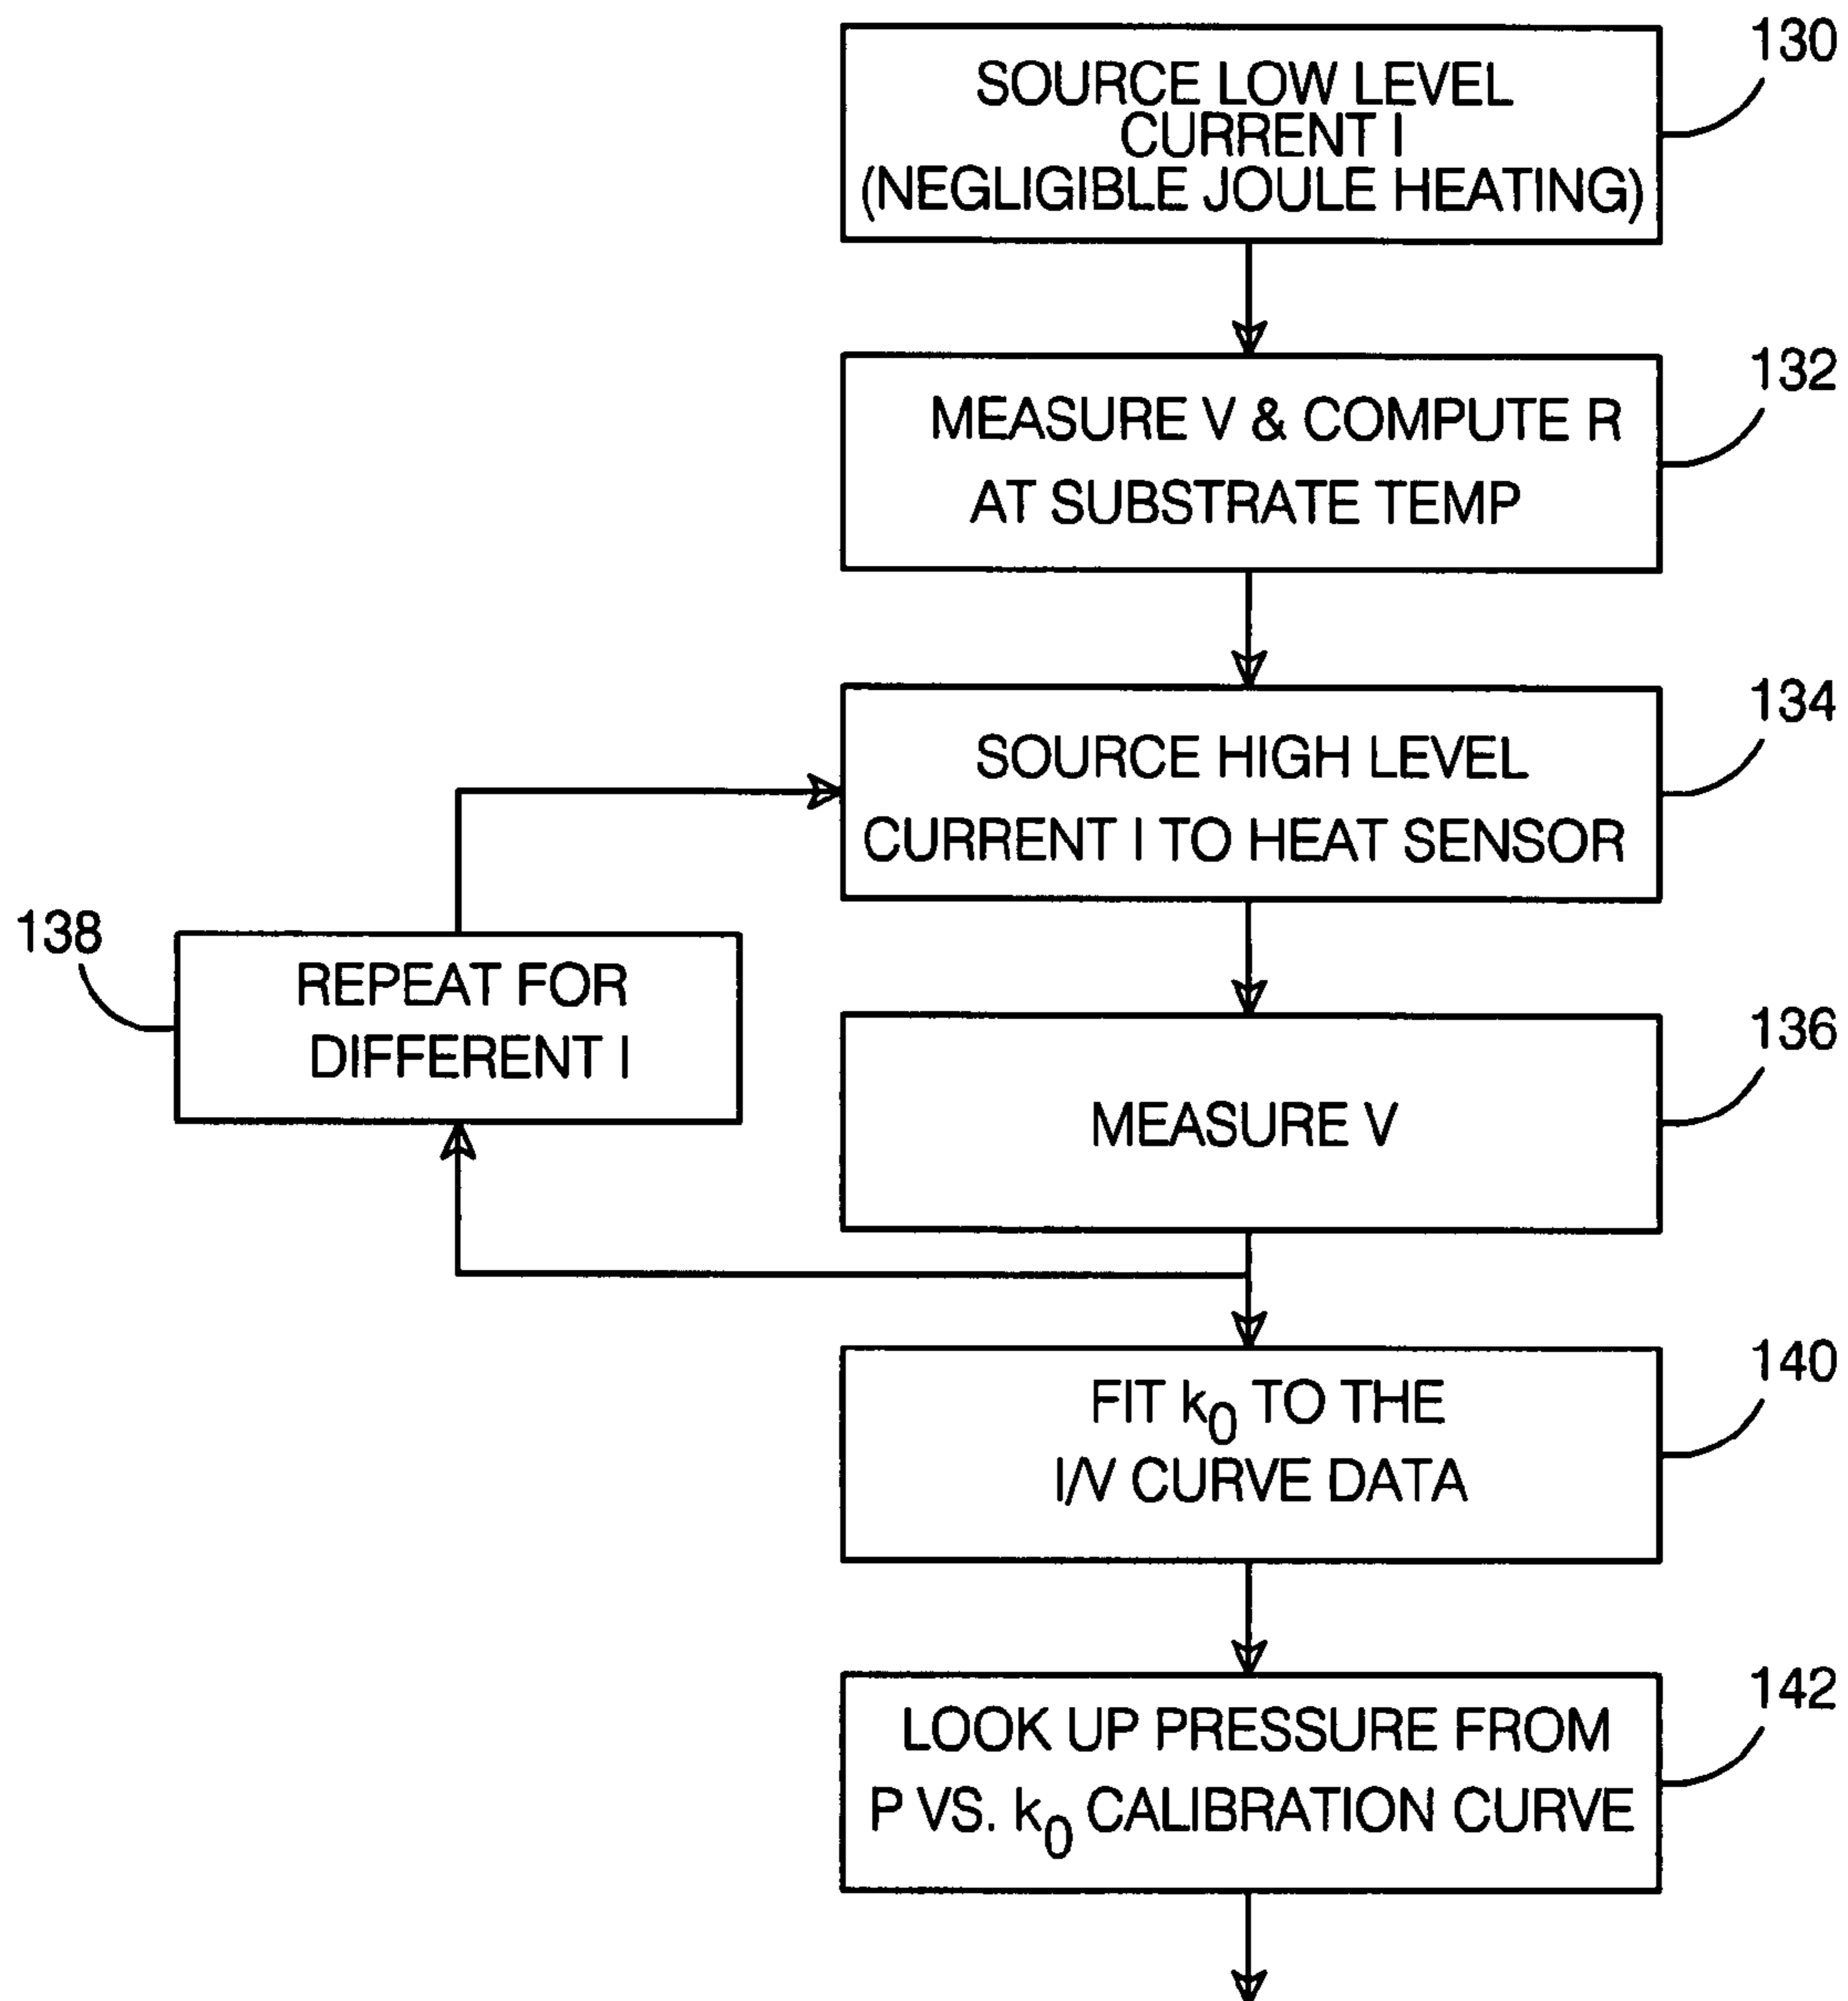 130
SOURCE LOW LEVEL
CURRENT I
(NEGLIGIBLE JOULE HEATING)
132
MEASURE V & COMPUTE R
AT SUBSTRATE TEMP
134
SOURCE HIGH LEVEL
CURRENT I TO HEAT SENSOR
138
REPEAT FOR
DIFFERENT I
136
MEASURE V
140
FIT k0 TO THE
I/V CURVE DATA
142
LOOK UP PRESSURE FROM
P VS. k0 CALIBRATION CURVE